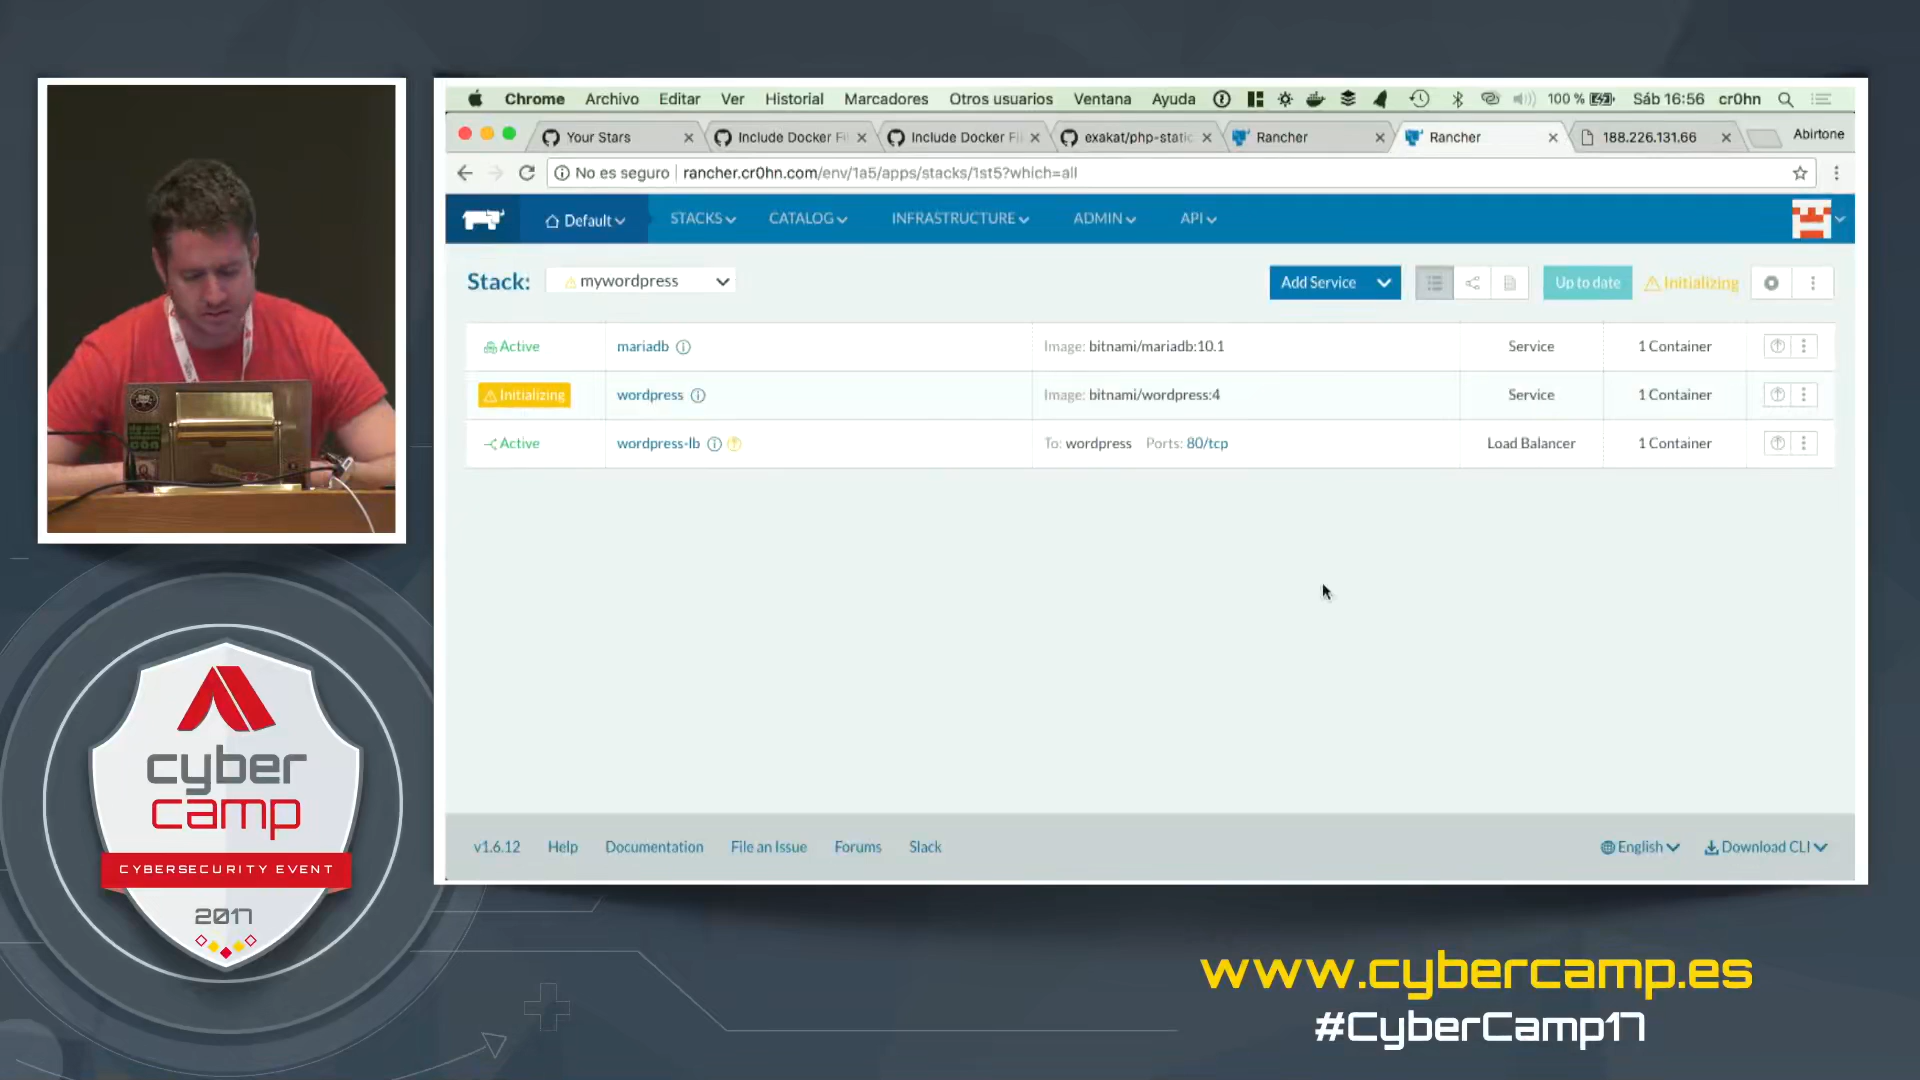 Chrome Archivo Editar Ver Historial Marcadores Otros usuarios Ventana Ayuda 100 % Sáb 16:56 cr0hn
Your Stars Include Docker Fi Include Docker Fi exakat/php-static Rancher Rancher 188.226.131.66 Abirtone
No es seguro rancher.cr0hn.com/env/1a5/apps/stacks/1st5?which=all
Default STACKS CATALOG INFRASTRUCTURE ADMIN API
Stack: mywordpress Add Service Up to date Initializing
Active mariadb Image: bitnami/mariadb:10.1 Service 1 Container
Initializing wordpress Image: bitnami/wordpress:4 Service 1 Container
Active wordpress-lb To: wordpress Ports: 80/tcp Load Balancer 1 Container
v1.6.12 Help Documentation File an Issue Forums Slack English Download CLI
cyber
camp
CYBERSECURITY EVENT
2017
www.cybercamp.es
#CyberCamp17